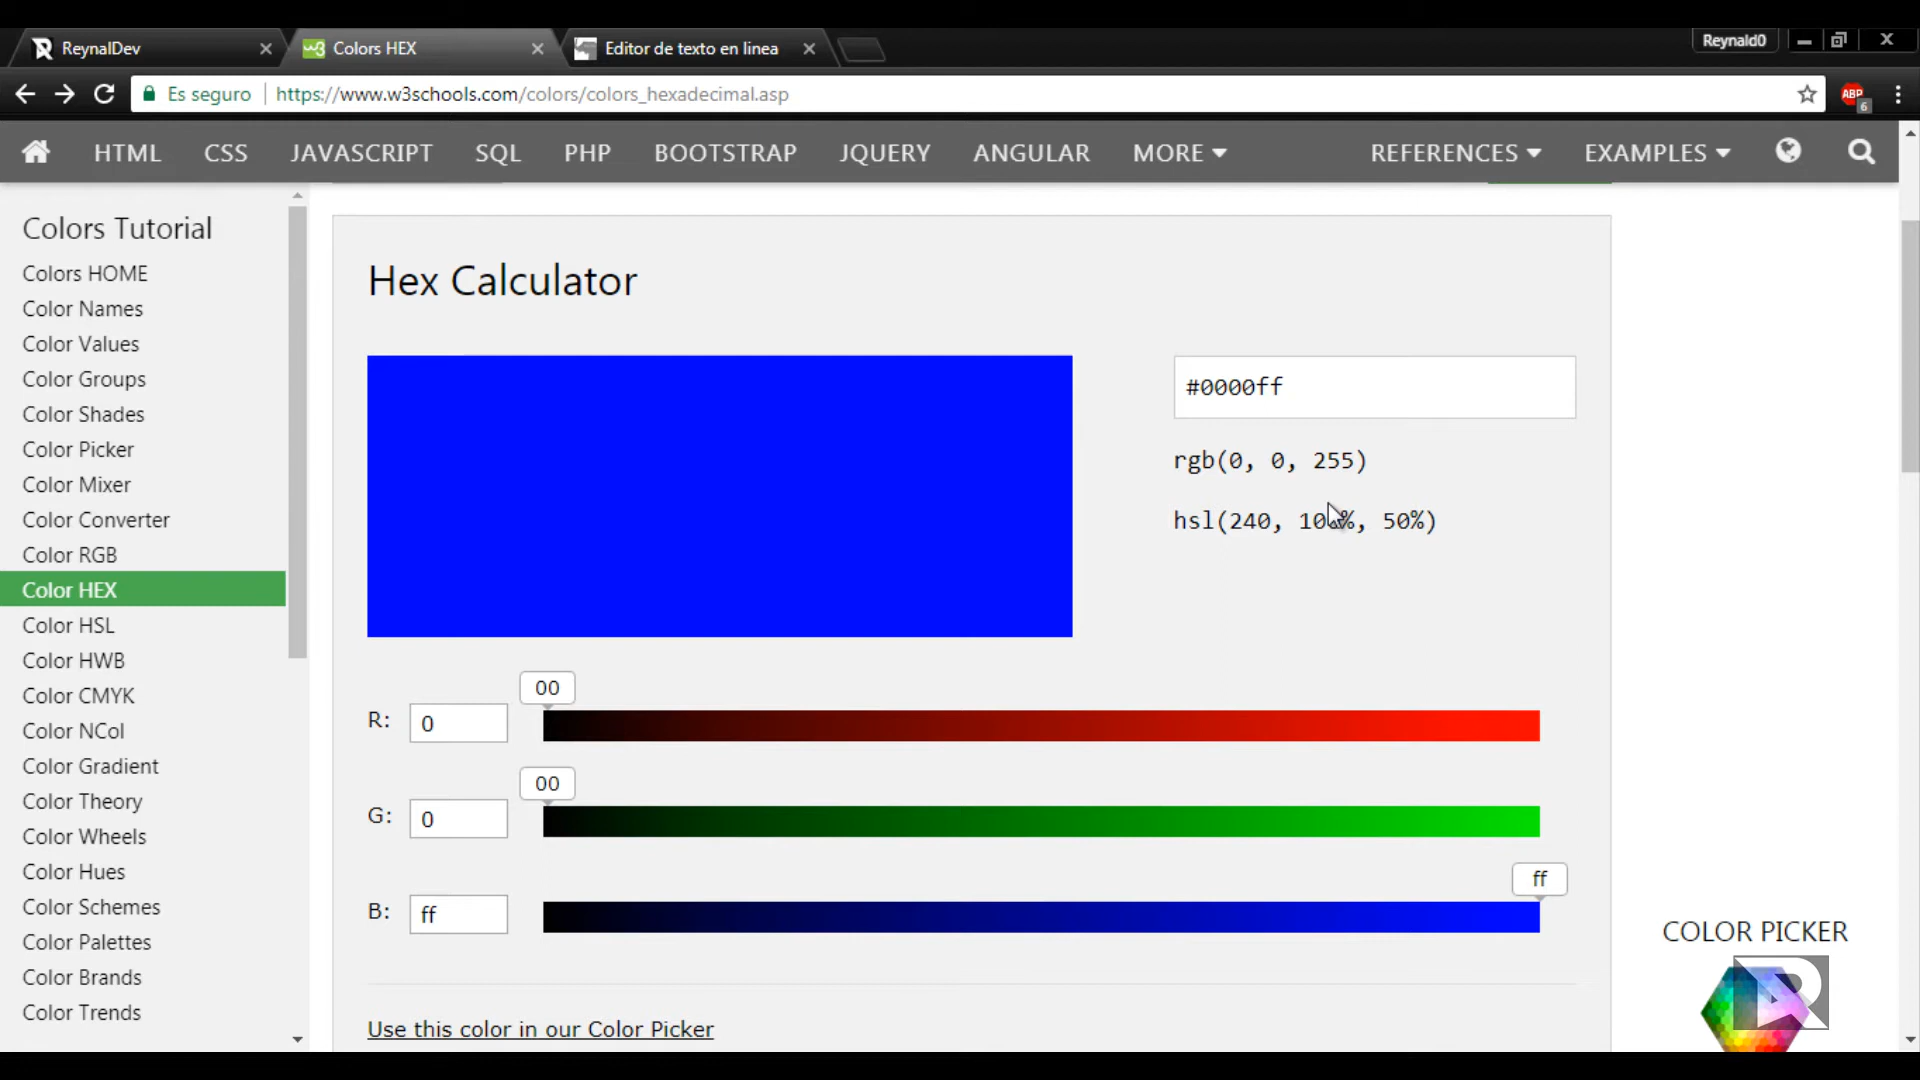 ReynalDev
Colors HEX
Editor de texto en linea
Reynald0
Es seguro
https://www.w3schools.com/colors/colors_hexadecimal.asp
ABP
6
HTML
CSS
JAVASCRIPT
SQL
PHP
BOOTSTRAP
JQUERY
ANGULAR
MORE
REFERENCES
EXAMPLES
Colors Tutorial
Colors HOME
Color Names
Color Values
Color Groups
Color Shades
Color Picker
Color Mixer
Color Converter
Color RGB
Color HEX
Color HSL
Color HWB
Color CMYK
Color NCol
Color Gradient
Color Theory
Color Wheels
Color Hues
Color Schemes
Color Palettes
Color Brands
Color Trends
Hex Calculator
#0000ff
rgb(0, 0, 255)
hsl(240, 100%, 50%)
00
R: 0
00
G: 0
ff
B: ff
Use this color in our Color Picker
COLOR PICKER